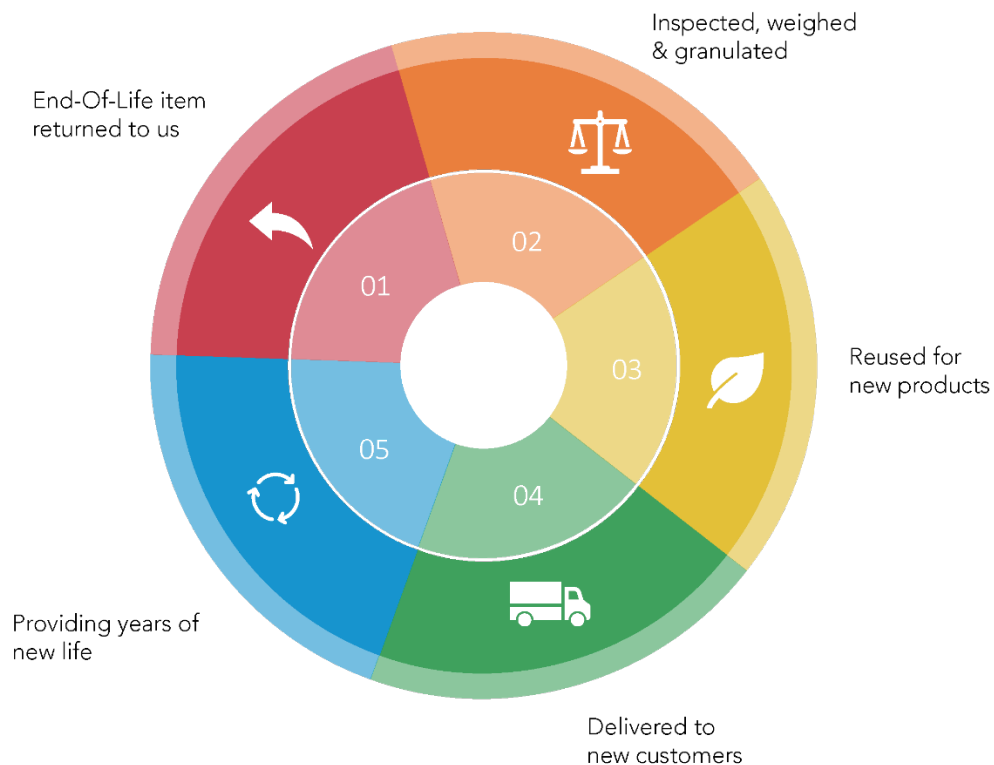 Inspected, weighed
& granulated
End-Of-Life item
returned to us
02
01
03
Reused for
new products
05
04
Providing years of
new life
Delivered to
new customers